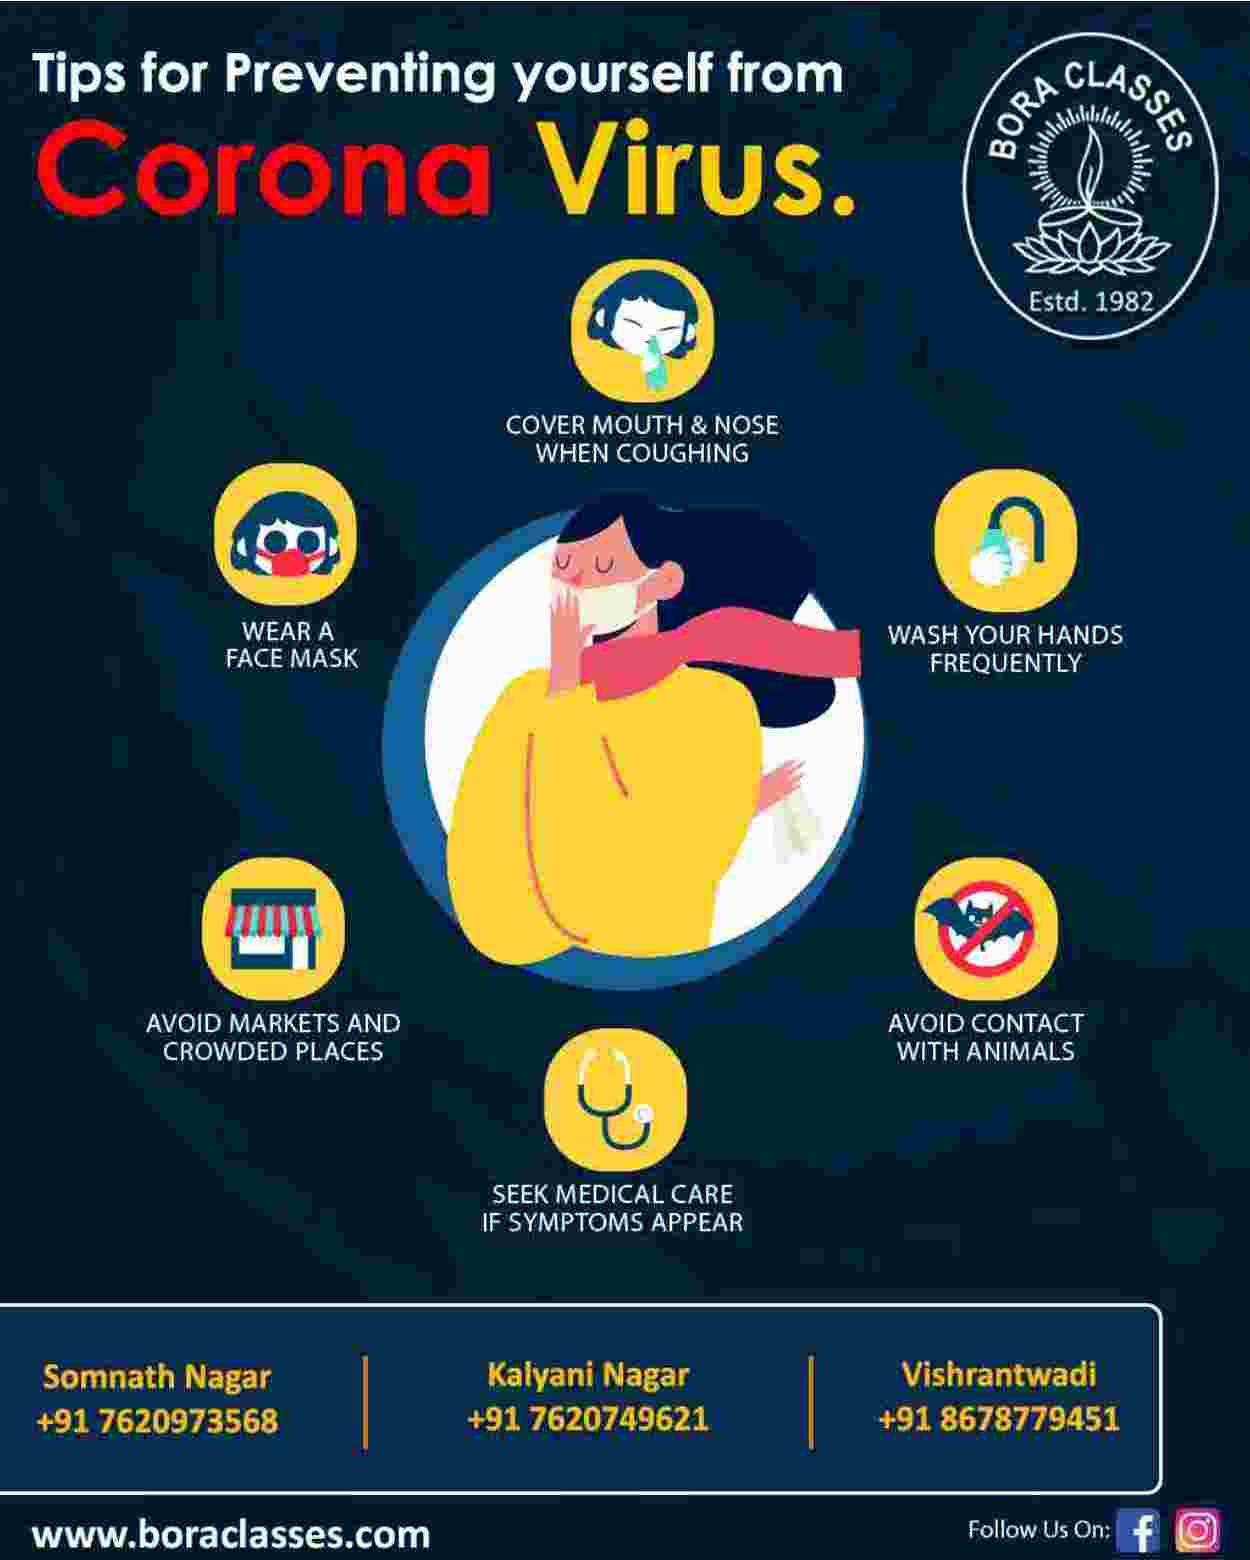 Tips for Preventing yourself from
Corona Virus.
BORA CLASSES
Estd. 1982
COVER MOUTH & NOSE
WHEN COUGHING
WEAR A
FACE MASK
WASH YOUR HANDS
FREQUENTLY
AVOID MARKETS AND
CROWDED PLACES
AVOID CONTACT
WITH ANIMALS
SEEK MEDICAL CARE
IF SYMPTOMS APPEAR
Somnath Nagar
+91 7620973568
Kalyani Nagar
+91 7620749621
Vishrantwadi
+91 8678779451
www.boraclasses.com
Follow Us On: